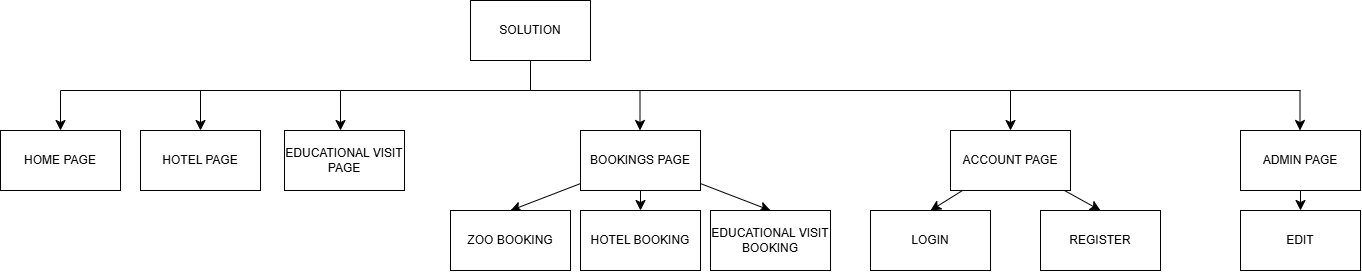 SOLUTION
HOME PAGE
HOTEL PAGE
EDUCATIONAL VISIT
PAGE
BOOKINGS PAGE
ACCOUNT PAGE
ADMIN PAGE
ZOO BOOKING
HOTEL BOOKING
EDUCATIONAL VISIT
BOOKING
LOGIN
REGISTER
EDIT